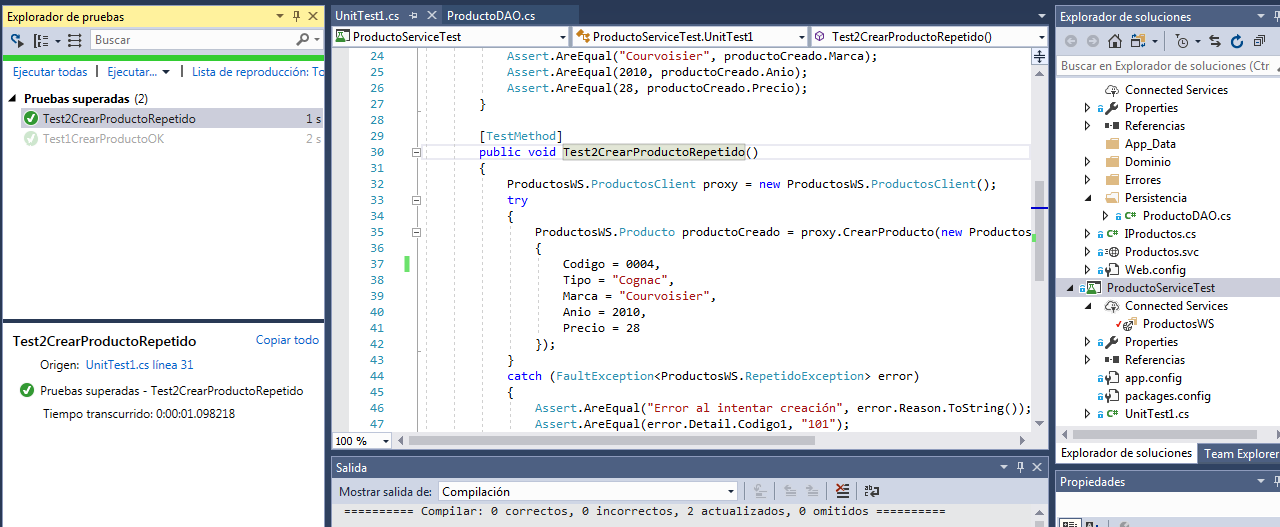 Explorador de pruebas
Buscar
Ejecutar todas | Ejecutar... | Lista de reproducción: To
Pruebas superadas (2)
Test2CrearProductoRepetido 1 s
Test1CrearProductoOK 2 s
Test2CrearProductoRepetido Copiar todo
Origen: UnitTest1.cs línea 31
Pruebas superadas - Test2CrearProductoRepetido
Tiempo transcurrido: 0:00:01.098218
UnitTest1.cs ProductoDAO.cs
ProductoServiceTest ProductoServiceTest.UnitTest1 Test2CrearProductoRepetido()
24 Assert.AreEqual("Courvoisier", productoCreado.Marca);
25 Assert.AreEqual(2010, productoCreado.Anio);
26 Assert.AreEqual(28, productoCreado.Precio);
27 }
28
29 [TestMethod]
30 public void Test2CrearProductoRepetido()
31 {
32 ProductosWS.ProductosClient proxy = new ProductosWS.ProductosClient();
33 try
34 {
35 ProductosWS.Producto productoCreado = proxy.CrearProducto(new Productos
36 {
37 Codigo = 0004,
38 Tipo = "Cognac",
39 Marca = "Courvoisier",
40 Anio = 2010,
41 Precio = 28
42 });
43 }
44 catch (FaultException<ProductosWS.RepetidoException> error)
45 {
46 Assert.AreEqual("Error al intentar creación", error.Reason.ToString());
47 Assert.AreEqual(error.Detail.Codigo1, "101");
100 %
Salida
Mostrar salida de: Compilación
========== Compilar: 0 correctos, 0 incorrectos, 2 actualizados, 0 omitidos ==========
Explorador de soluciones
Buscar en Explorador de soluciones (Ctr
Connected Services
Properties
Referencias
App_Data
Dominio
Errores
Persistencia
C# ProductoDAO.cs
C# IProductos.cs
Productos.svc
Web.config
ProductoServiceTest
Connected Services
ProductosWS
Properties
Referencias
app.config
packages.config
C# UnitTest1.cs
Explorador de soluciones Team Explorer
Propiedades